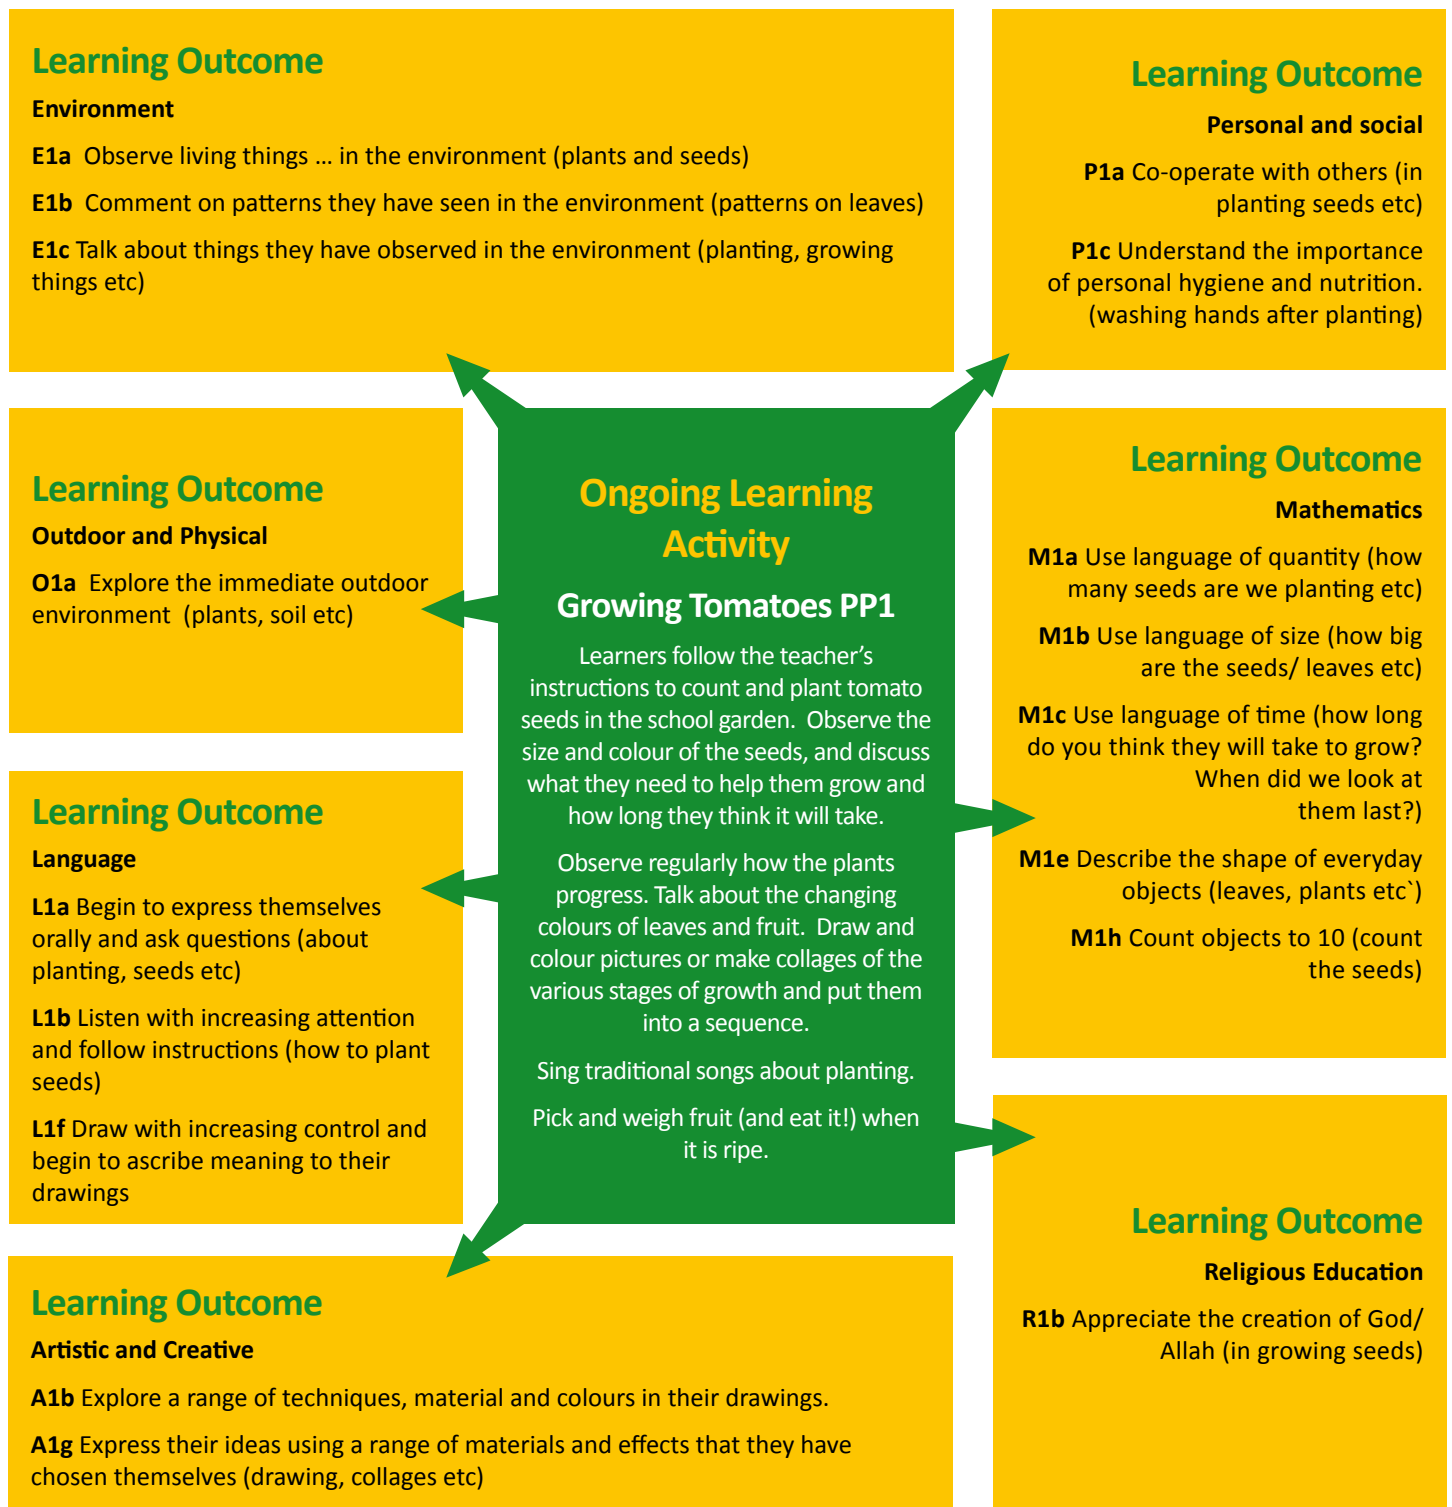 Learning Outcome
Environment
E1a Observe living things ... in the environment (plants and seeds)
E1b Comment on patterns they have seen in the environment (patterns on leaves)
E1c Talk about things they have observed in the environment (planting, growing
things etc)
Learning Outcome
Personal and social
P1a Co-operate with others (in
planting seeds etc)
P1c Understand the importance
of personal hygiene and nutrition.
(washing hands after planting)
Learning Outcome
Outdoor and Physical
O1a Explore the immediate outdoor
environment (plants, soil etc)
Learning Outcome
Language
L1a Begin to express themselves
orally and ask questions (about
planting, seeds etc)
L1b Listen with increasing attention
and follow instructions (how to plant
seeds)
L1f Draw with increasing control and
begin to ascribe meaning to their
drawings
Ongoing Learning
Activity
Growing Tomatoes PP1
Learners follow the teacher’s
instructions to count and plant tomato
seeds in the school garden. Observe the
size and colour of the seeds, and discuss
what they need to help them grow and
how long they think it will take.
Observe regularly how the plants
progress. Talk about the changing
colours of leaves and fruit. Draw and
colour pictures or make collages of the
various stages of growth and put them
into a sequence.
Sing traditional songs about planting.
Pick and weigh fruit (and eat it!) when
it is ripe.
Learning Outcome
Mathematics
M1a Use language of quantity (how
many seeds are we planting etc)
M1b Use language of size (how big
are the seeds/ leaves etc)
M1c Use language of time (how long
do you think they will take to grow?
When did we look at
them last?)
M1e Describe the shape of everyday
objects (leaves, plants etc`)
M1h Count objects to 10 (count
the seeds)
Learning Outcome
Religious Education
R1b Appreciate the creation of God/
Allah (in growing seeds)
Learning Outcome
Artistic and Creative
A1b Explore a range of techniques, material and colours in their drawings.
A1g Express their ideas using a range of materials and effects that they have
chosen themselves (drawing, collages etc)